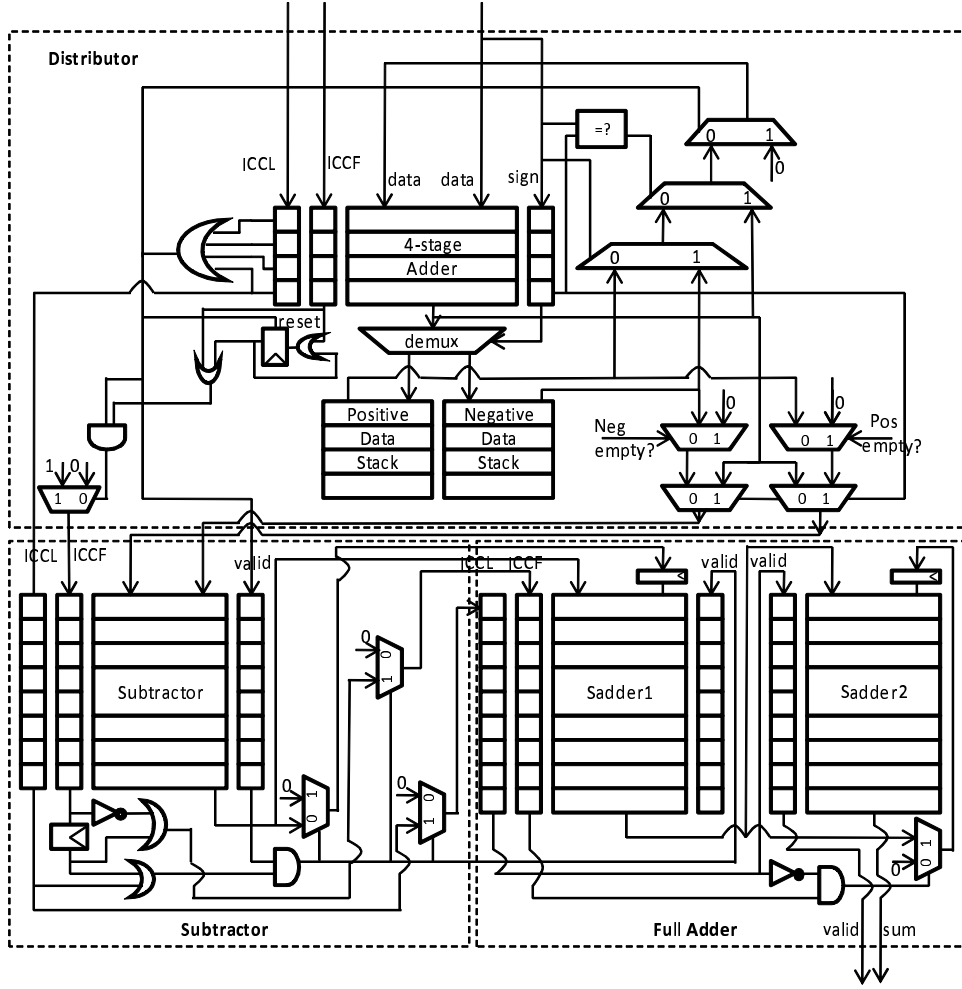 Distributor
=?
0 1
0
ICCL ICCF data data sign
0 1
4-stage
Adder
0 1
reset
demux
Positive Negative
Data Data
Stack Stack
0 0
Neg empty?
0 1
0 1
Pos empty?
1 0
1 0
0 1
0 1
ICCL ICCF valid
ICCL ICCF valid valid
0
0
1
Subtractor
Sadder1
Sadder2
0
1
0
0
0
1
1
0
0
Subtractor
Full Adder
valid sum